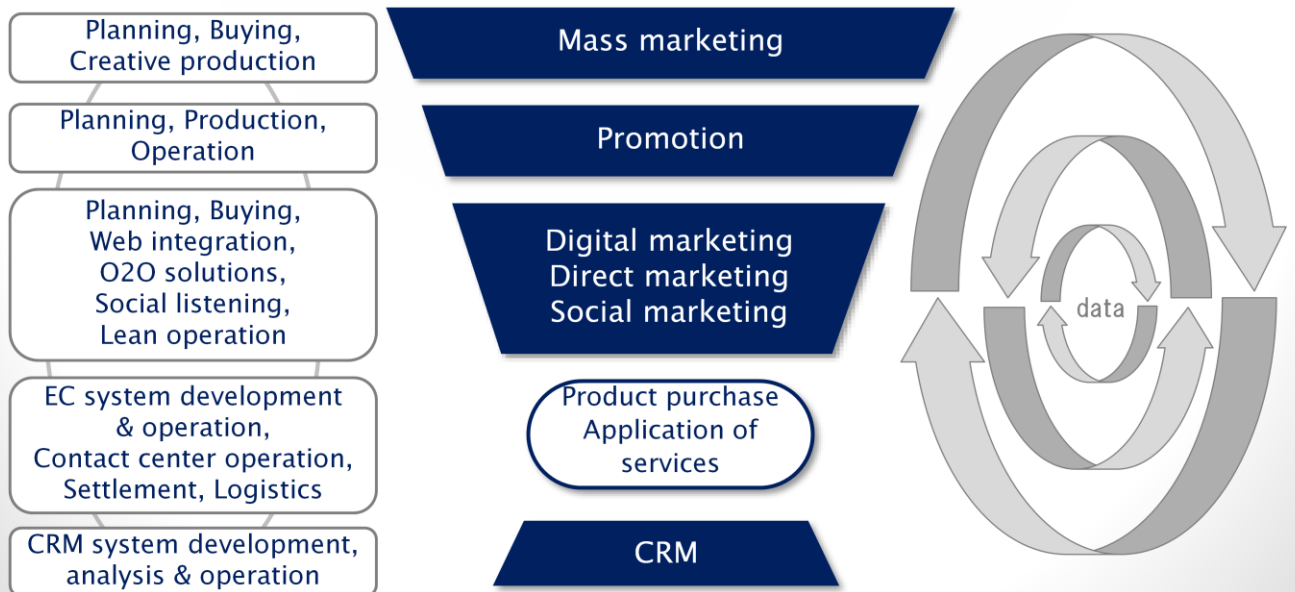 Planning, Buying,
Creative production
Mass marketing
Planning, Production,
Operation
Promotion
Planning, Buying,
Web integration,
O2O solutions,
Social listening,
Lean operation
Digital marketing
Direct marketing
Social marketing
data
EC system development
& operation,
Contact center operation,
Settlement, Logistics
Product purchase
Application of
services
CRM system development,
analysis & operation
CRM